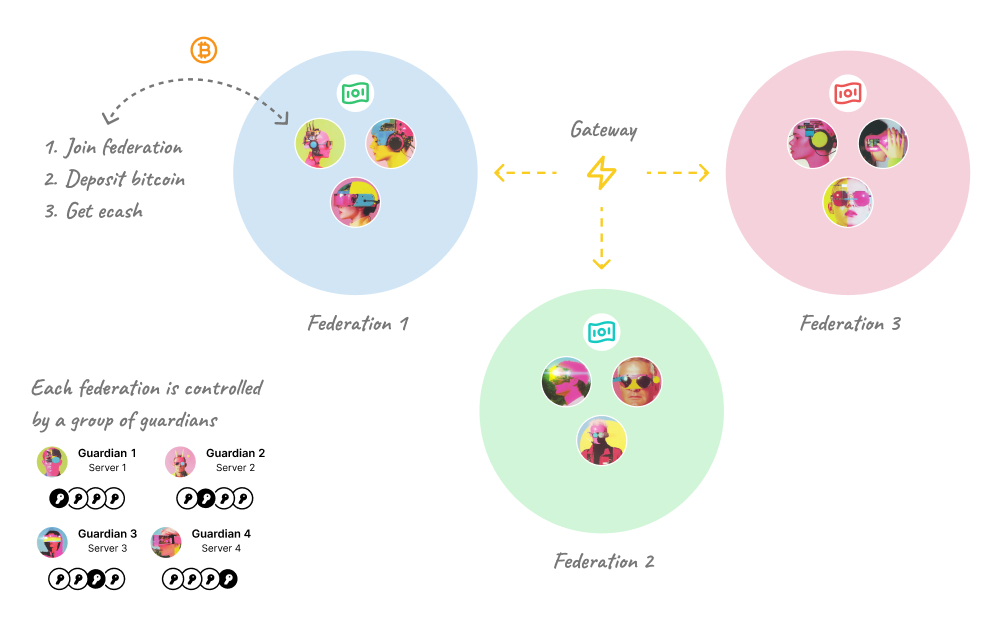 Gateway
1. Join federation
2. Deposit bitcoin
3. Get ecash
Federation 1
Federation 3
Each federation is controlled
by a group of guardians
Guardian 1
Server 1
Guardian 2
Server 2
Guardian 3
Server 3
Guardian 4
Server 4
Federation 2